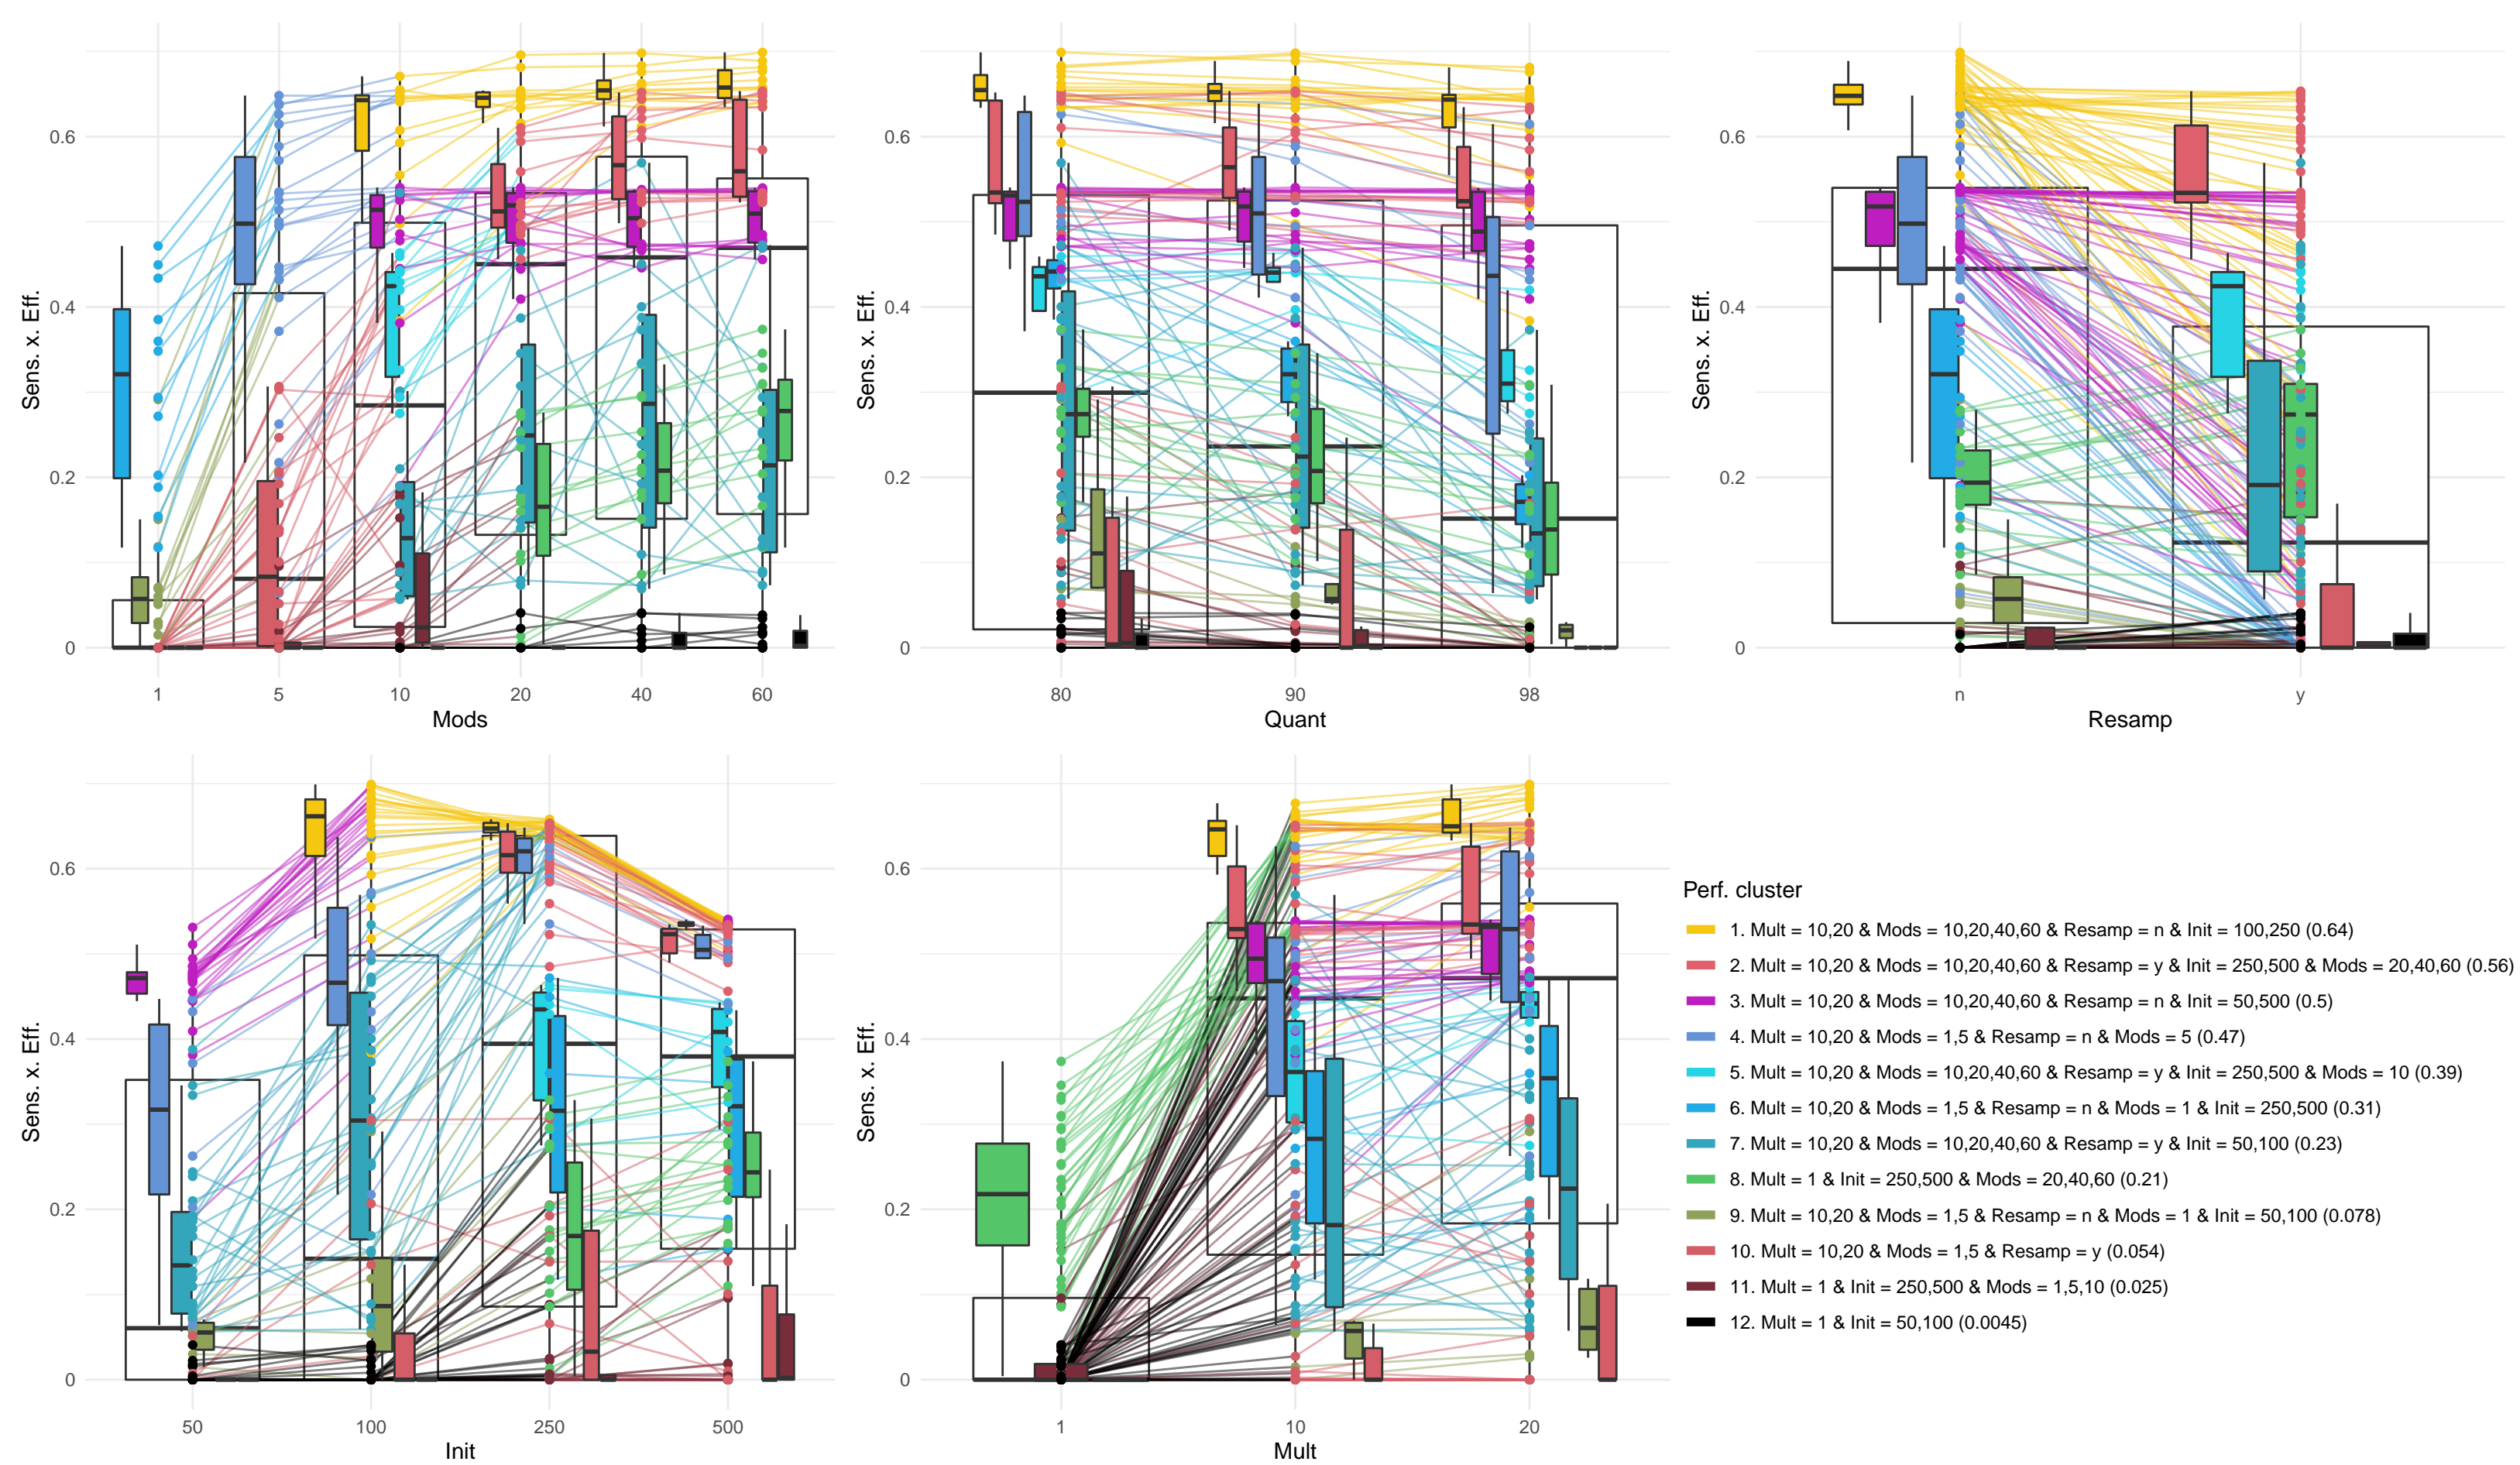 0.6
0.4
0.2
0
Sens. x. Eff.
1 5 10 20 40 60
Mods
0.6
0.4
0.2
0
Sens. x. Eff.
80 90 98
Quant
0.6
0.4
0.2
0
Sens. x. Eff.
n y
Resamp
0.6
0.4
0.2
0
Sens. x. Eff.
50 100 250 500
Init
0.6
0.4
0.2
0
Sens. x. Eff.
1 10 20
Mult
Perf. cluster
1. Mult = 10,20 & Mods = 10,20,40,60 & Resamp = n & Init = 100,250 (0.64)
2. Mult = 10,20 & Mods = 10,20,40,60 & Resamp = y & Init = 250,500 & Mods = 20,40,60 (0.56)
3. Mult = 10,20 & Mods = 10,20,40,60 & Resamp = n & Init = 50,500 (0.5)
4. Mult = 10,20 & Mods = 1,5 & Resamp = n & Mods = 5 (0.47)
5. Mult = 10,20 & Mods = 10,20,40,60 & Resamp = y & Init = 250,500 & Mods = 10 (0.39)
6. Mult = 10,20 & Mods = 1,5 & Resamp = n & Mods = 1 & Init = 250,500 (0.31)
7. Mult = 10,20 & Mods = 10,20,40,60 & Resamp = y & Init = 50,100 (0.23)
8. Mult = 1 & Init = 250,500 & Mods = 20,40,60 (0.21)
9. Mult = 10,20 & Mods = 1,5 & Resamp = n & Mods = 1 & Init = 50,100 (0.078)
10. Mult = 10,20 & Mods = 1,5 & Resamp = y (0.054)
11. Mult = 1 & Init = 250,500 & Mods = 1,5,10 (0.025)
12. Mult = 1 & Init = 50,100 (0.0045)